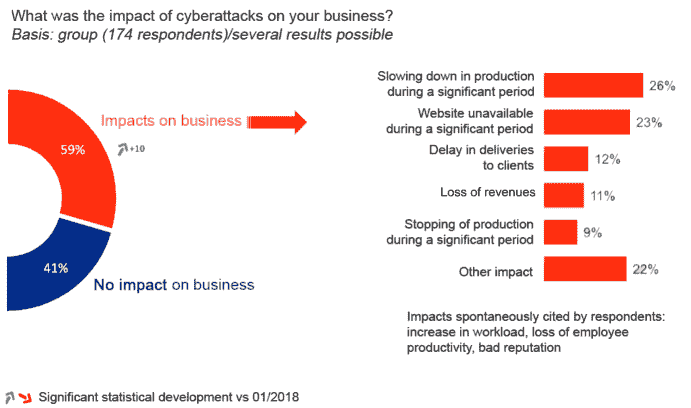 What was the impact of cyberattacks on your business?
Basis: group (174 respondents)/several results possible
Impacts on business
59%
+10
41%
No impact on business
Slowing down in production
during a significant period
26%
Website unavailable
during a significant period
23%
Delay in deliveries
to clients
12%
Loss of revenues
11%
Stopping of production
during a significant period
9%
Other impact
22%
Impacts spontaneously cited by respondents:
increase in workload, loss of employee
productivity, bad reputation
Significant statistical development vs 01/2018